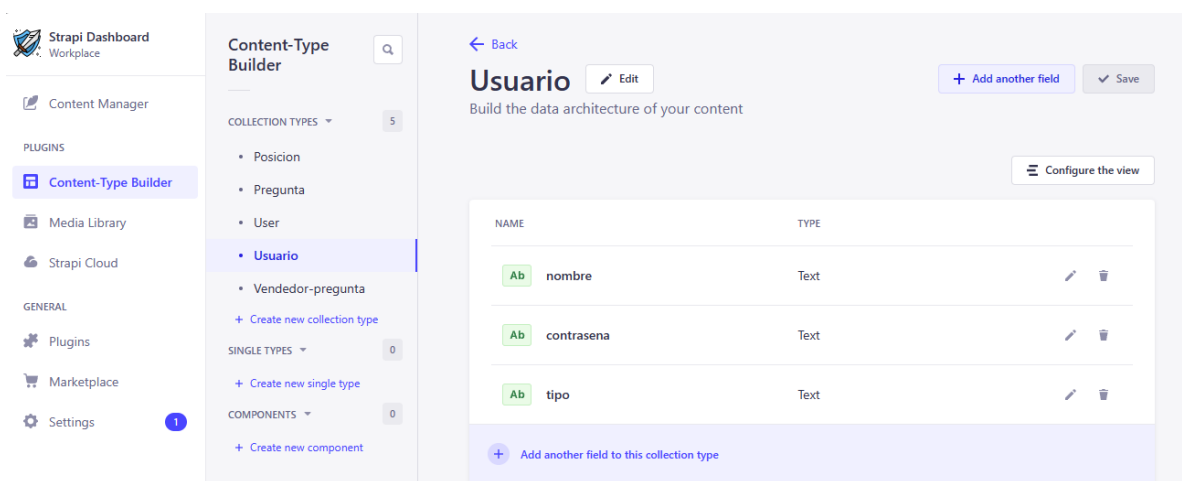 Strapi Dashboard
Workplace
Content Manager
PLUGINS
Content-Type Builder
Media Library
Strapi Cloud
GENERAL
Plugins
Marketplace
Settings 1
Content-Type
Builder
COLLECTION TYPES 5
Posicion
Pregunta
User
Usuario
Vendedor-pregunta
+ Create new collection type
SINGLE TYPES 0
+ Create new single type
COMPONENTS 0
+ Create new component
Back
Usuario Edit
+ Add another field Save
Build the data architecture of your content
Configure the view
NAME TYPE
Ab nombre Text
Ab contrasena Text
Ab tipo Text
+ Add another field to this collection type